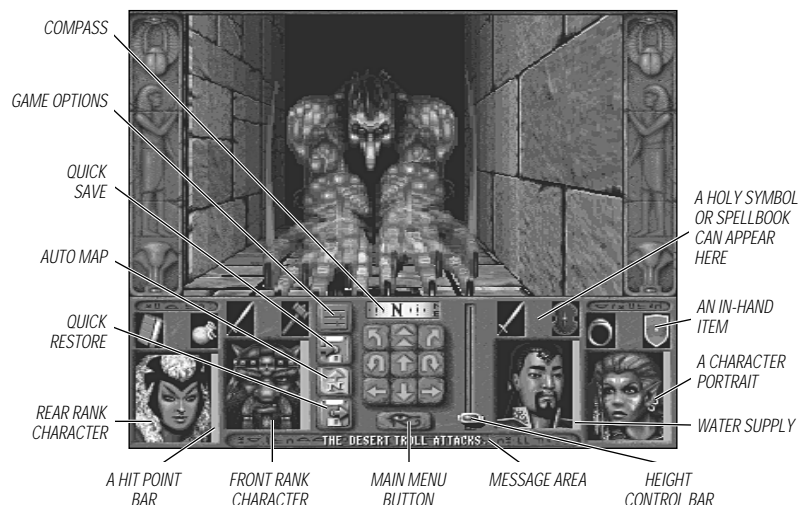 COMPASS
GAME OPTIONS
QUICK
SAVE
AUTO MAP
QUICK
RESTORE
REAR RANK
CHARACTER
A HIT POINT
BAR
FRONT RANK
CHARACTER
MAIN MENU
BUTTON
MESSAGE AREA
HEIGHT
CONTROL BAR
WATER SUPPLY
A CHARACTER
PORTRAIT
AN IN-HAND
ITEM
A HOLY SYMBOL
OR SPELLBOOK
CAN APPEAR
HERE
N
THE DESERT TROLL ATTACKS.